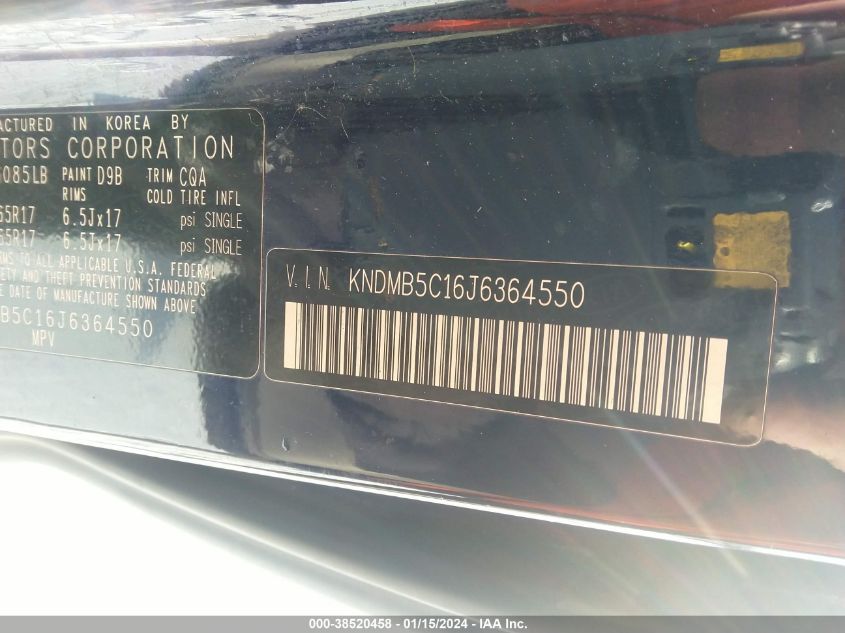 ACTURED IN KOREA BY
TORS CORPORATION
085LB PAINT D9B TRIM CQA
RIMS COLD TIRE INFL
65R17 6.5Jx17 psi SINGLE
65R17 6.5Jx17 psi SINGLE
MS TO ALL APPLICABLE U.S.A. FEDERAL
ETY AND THEFT PREVENTION STANDARDS
E DATE OF MANUFACTURE SHOWN ABOVE.
B5C16J6364550
MPV
V.I.N. KNDMB5C16J6364550
000-38520458 - 01/15/2024 - IAA Inc.